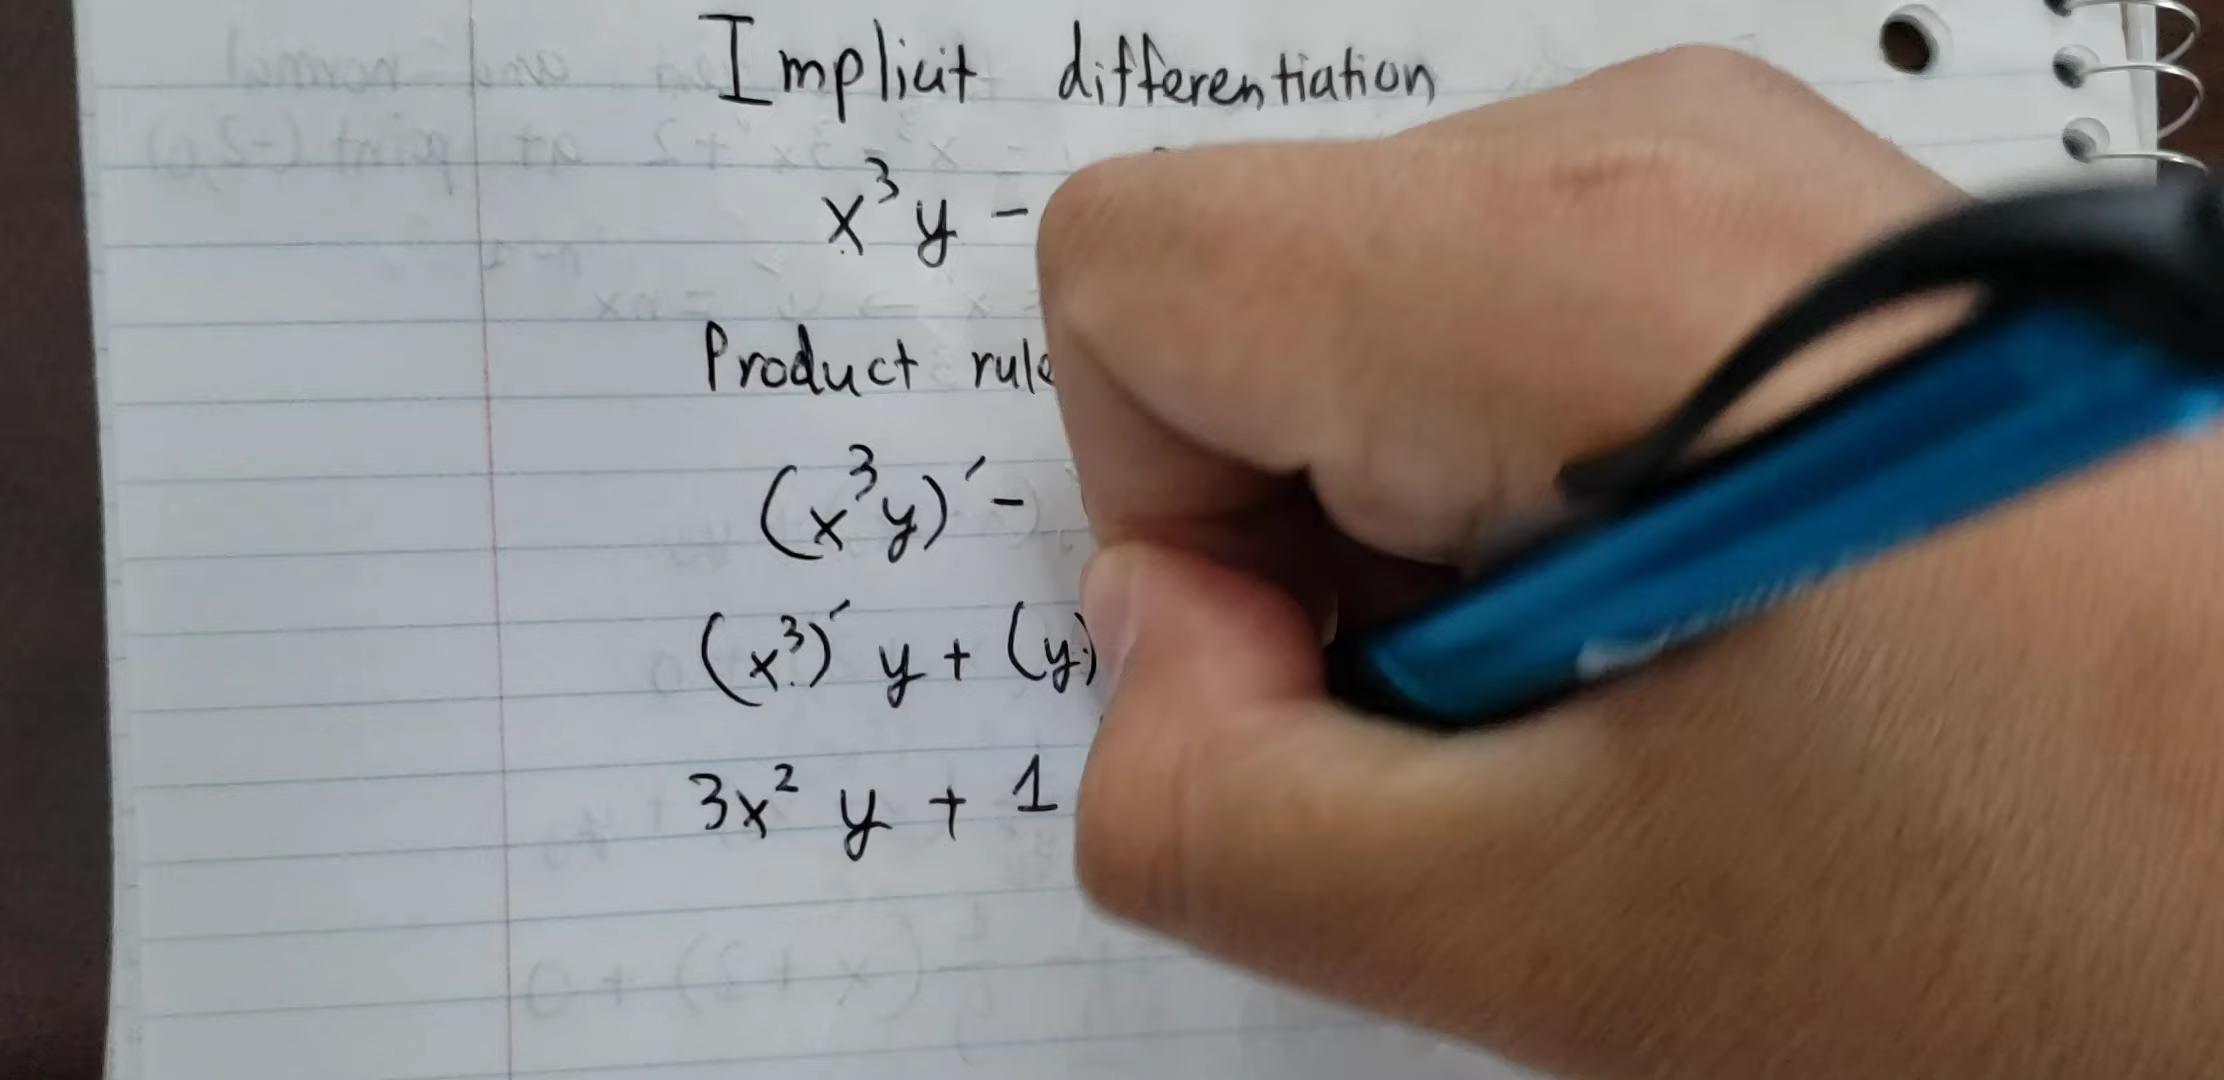 Implicit differentiation
x³y -
Product rule
(x³y)′ -
(x³)′ y + (y)
3x² y + 1